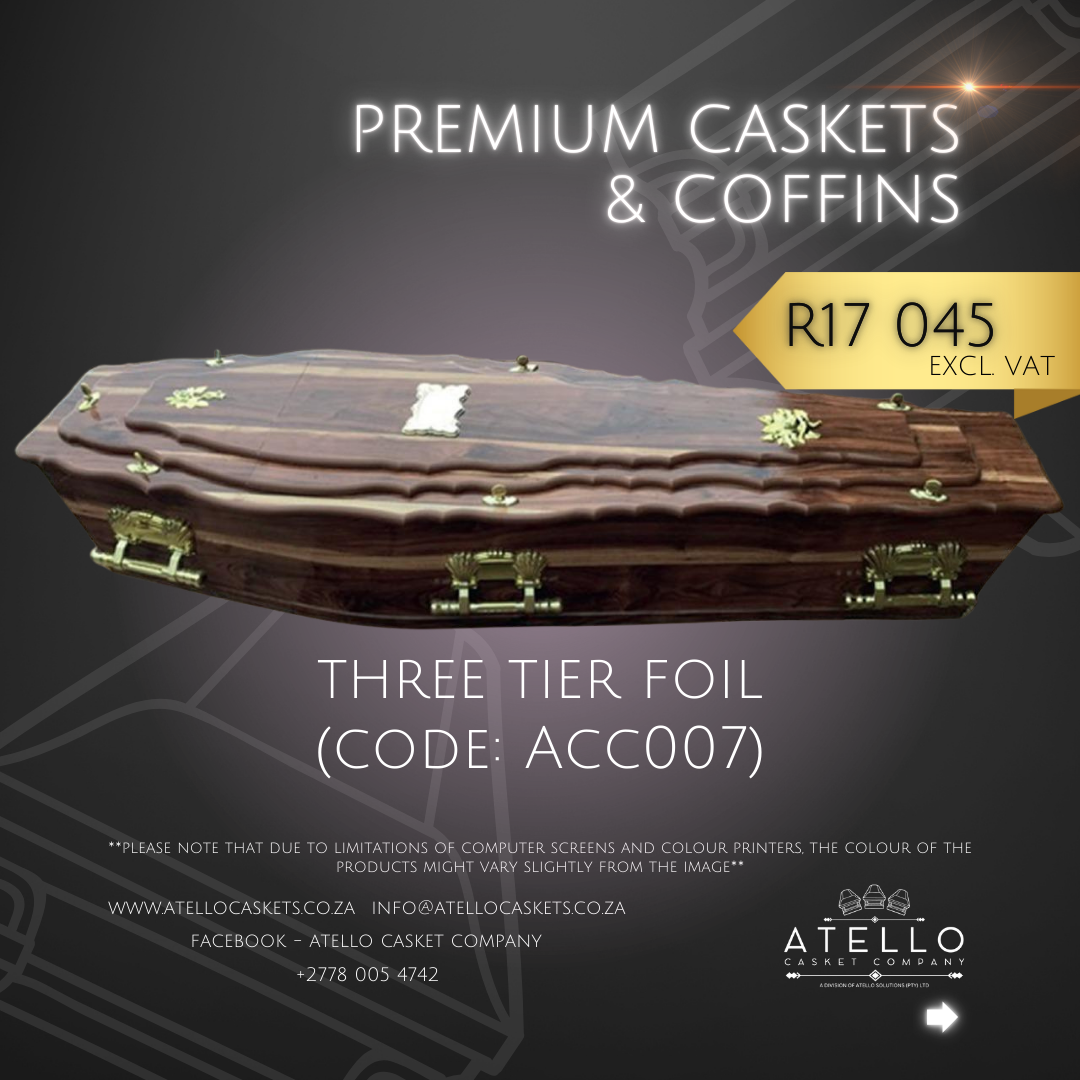 PREMIUM CASKETS
& COFFINS
R17 045
EXCL. VAT
THREE TIER FOIL
(CODE: ACC007)
**PLEASE NOTE THAT DUE TO LIMITATIONS OF COMPUTER SCREENS AND COLOUR PRINTERS, THE COLOUR OF THE
PRODUCTS MIGHT VARY SLIGHTLY FROM THE IMAGE**
WWW.ATELLOCASKETS.CO.ZA INFO@ATELLOCASKETS.CO.ZA
FACEBOOK - ATELLO CASKET COMPANY
+2778 005 4742
ATELLO
CASKET COMPANY
A DIVISION OF ATELLO SOLUTIONS (PTY) LTD